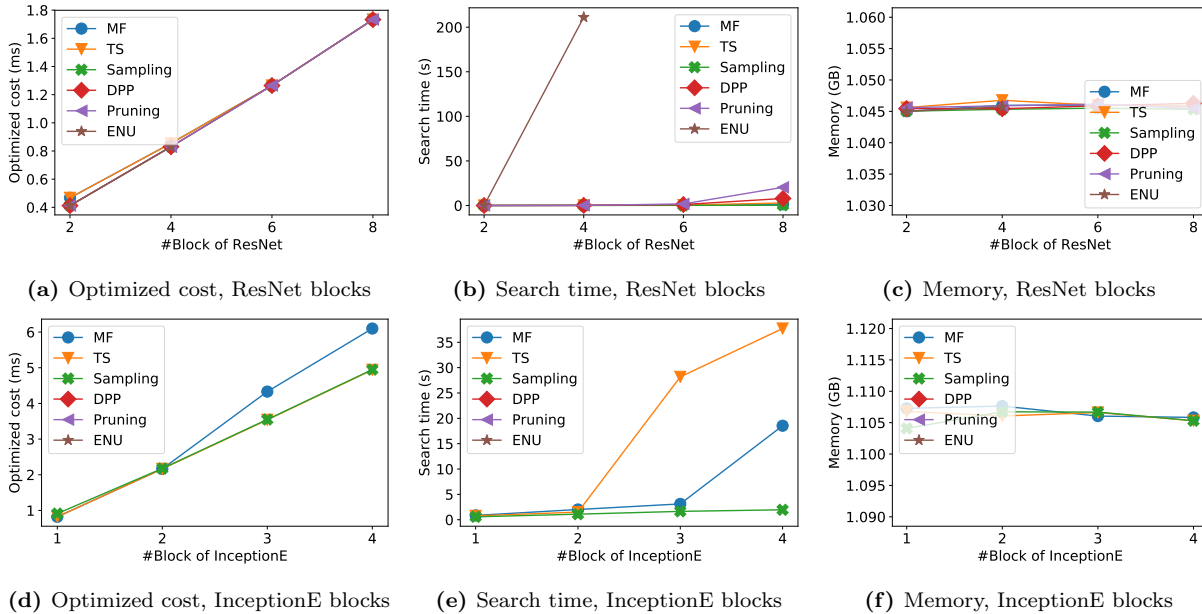 1.8
1.6
1.4
1.2
1.0
0.8
0.6
0.4
Optimized cost (ms)
MF
TS
Sampling
DPP
Pruning
ENU
2 4 6 8
#Block of ResNet
(a) Optimized cost, ResNet blocks
200
150
100
50
0
Search time (s)
MF
TS
Sampling
DPP
Pruning
ENU
2 4 6 8
#Block of ResNet
(b) Search time, ResNet blocks
1.060
1.055
1.050
1.045
1.040
1.035
1.030
Memory (GB)
MF
TS
Sampling
DPP
Pruning
ENU
2 4 6 8
#Block of ResNet
(c) Memory, ResNet blocks
6
5
4
3
2
1
Optimized cost (ms)
MF
TS
Sampling
DPP
Pruning
ENU
1 2 3 4
#Block of InceptionE
(d) Optimized cost, InceptionE blocks
35
30
25
20
15
10
5
0
Search time (s)
MF
TS
Sampling
DPP
Pruning
ENU
1 2 3 4
#Block of InceptionE
(e) Search time, InceptionE blocks
1.120
1.115
1.110
1.105
1.100
1.095
1.090
Memory (GB)
MF
TS
Sampling
DPP
Pruning
ENU
1 2 3 4
#Block of InceptionE
(f) Memory, InceptionE blocks